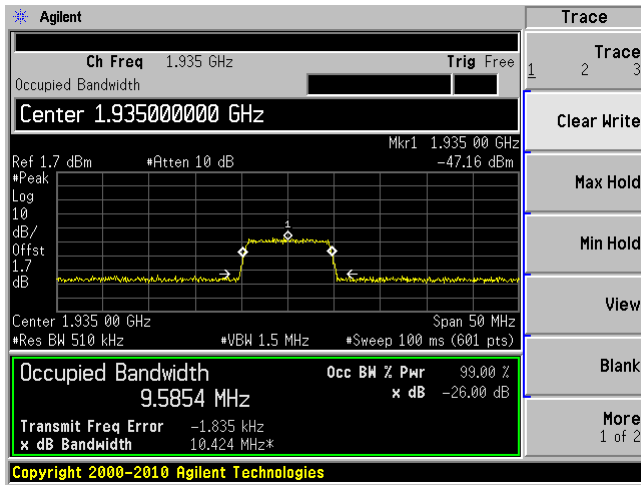 Agilent
Trace
Ch Freq 1.935 GHz Trig Free
Occupied Bandwidth
Trace
1 2 3
Center 1.935000000 GHz
Clear Write
Mkr1 1.935 00 GHz
Ref 1.7 dBm #Atten 10 dB -47.16 dBm
#Peak
Log
10
dB/
Offst
1.7
dB
1
Max Hold
Min Hold
View
Center 1.935 00 GHz Span 50 MHz
#Res BW 510 kHz #VBW 1.5 MHz #Sweep 100 ms (601 pts)
Blank
Occupied Bandwidth Occ BW % Pwr 99.00 %
9.5854 MHz x dB -26.00 dB
Transmit Freq Error -1.835 kHz
x dB Bandwidth 10.424 MHz*
More
1 of 2
Copyright 2000-2010 Agilent Technologies